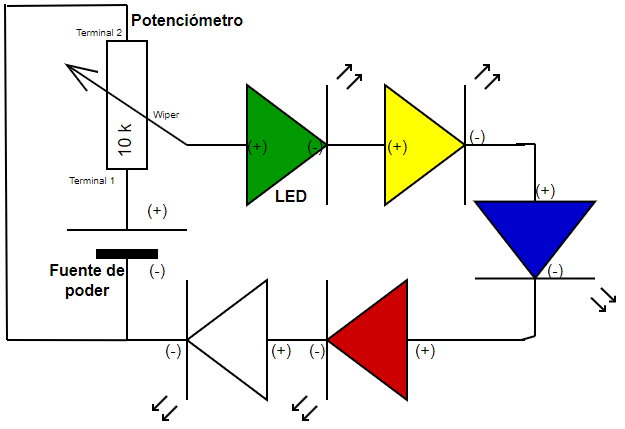 Potenciómetro
Terminal 2
Wiper
10 k
Terminal 1
(+)
(-)
Fuente de
poder
(+)
(-)
LED
(+)
(-)
(+)
(-)
(+)
(-)
(+)
(-)